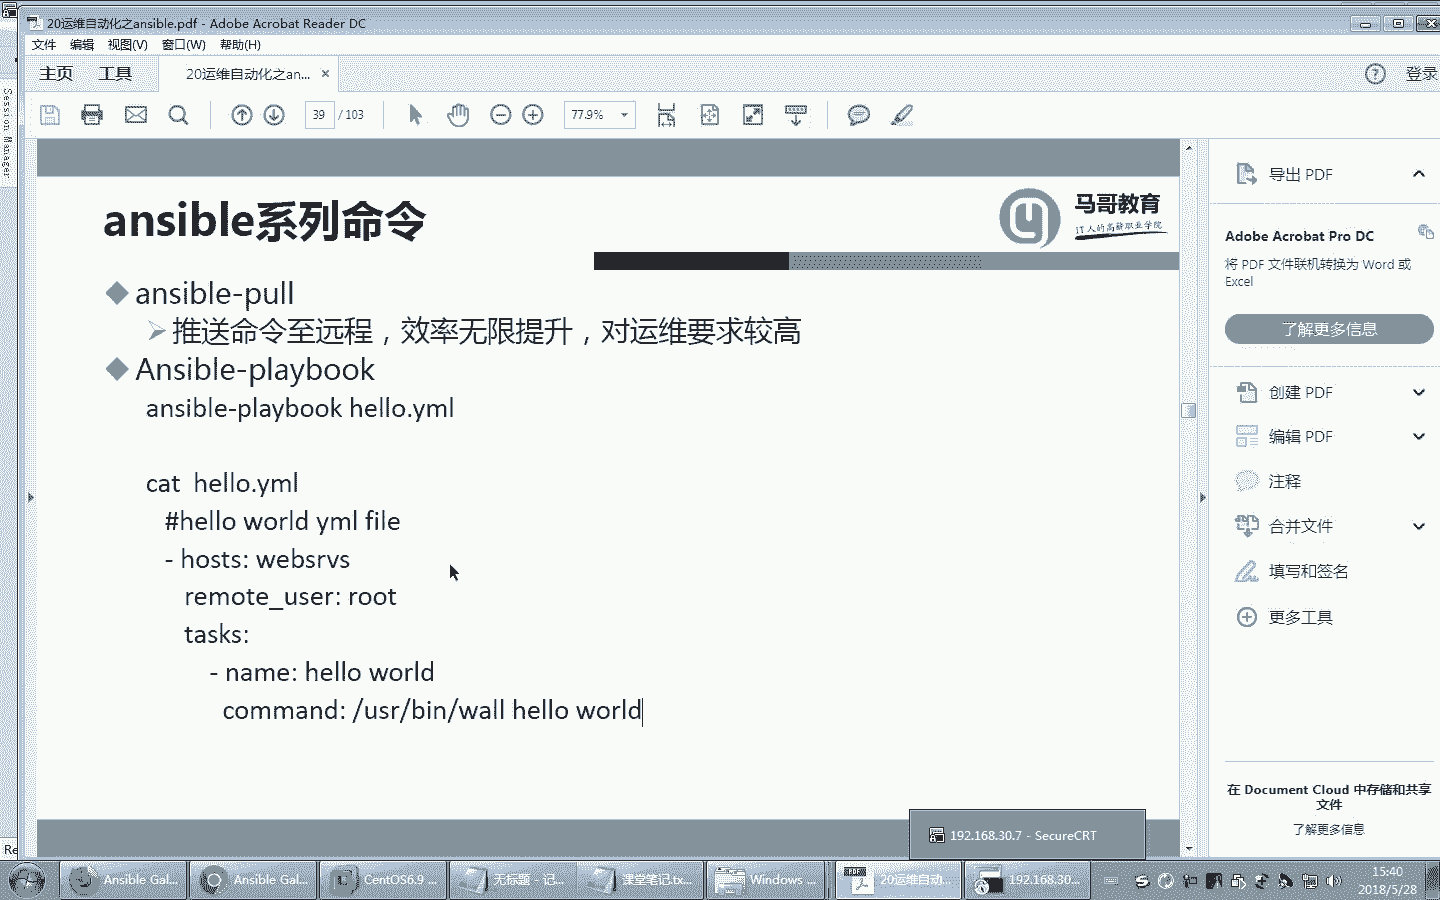 20运维自动化之ansible.pdf - Adobe Acrobat Reader DC
文件 编辑 视图(V) 窗口(W) 帮助(H)
主页 工具 20运维自动化之an... × 登录
39 / 103 77.9%
Session Manager
ansible系列命令
马哥教育
IT人的高薪职业学院
ansible-pull
推送命令至远程，效率无限提升，对运维要求较高
Ansible-playbook
ansible-playbook hello.yml
cat hello.yml
#hello world yml file
- hosts: websrvs
remote_user: root
tasks:
- name: hello world
command: /usr/bin/wall hello world
导出 PDF
Adobe Acrobat Pro DC
将 PDF 文件联机转换为 Word 或
Excel
了解更多信息
创建 PDF
编辑 PDF
注释
合并文件
填写和签名
更多工具
在 Document Cloud 中存储和共享
文件
了解更多信息
192.168.30.7 - SecureCRT
Re
Ansible Gal... Ansible Gal... CentOS6.9 ... 无标题 - 记... 课堂笔记.tx... Windows ... 20运维自动... 192.168.30...
15:40
2018/5/28